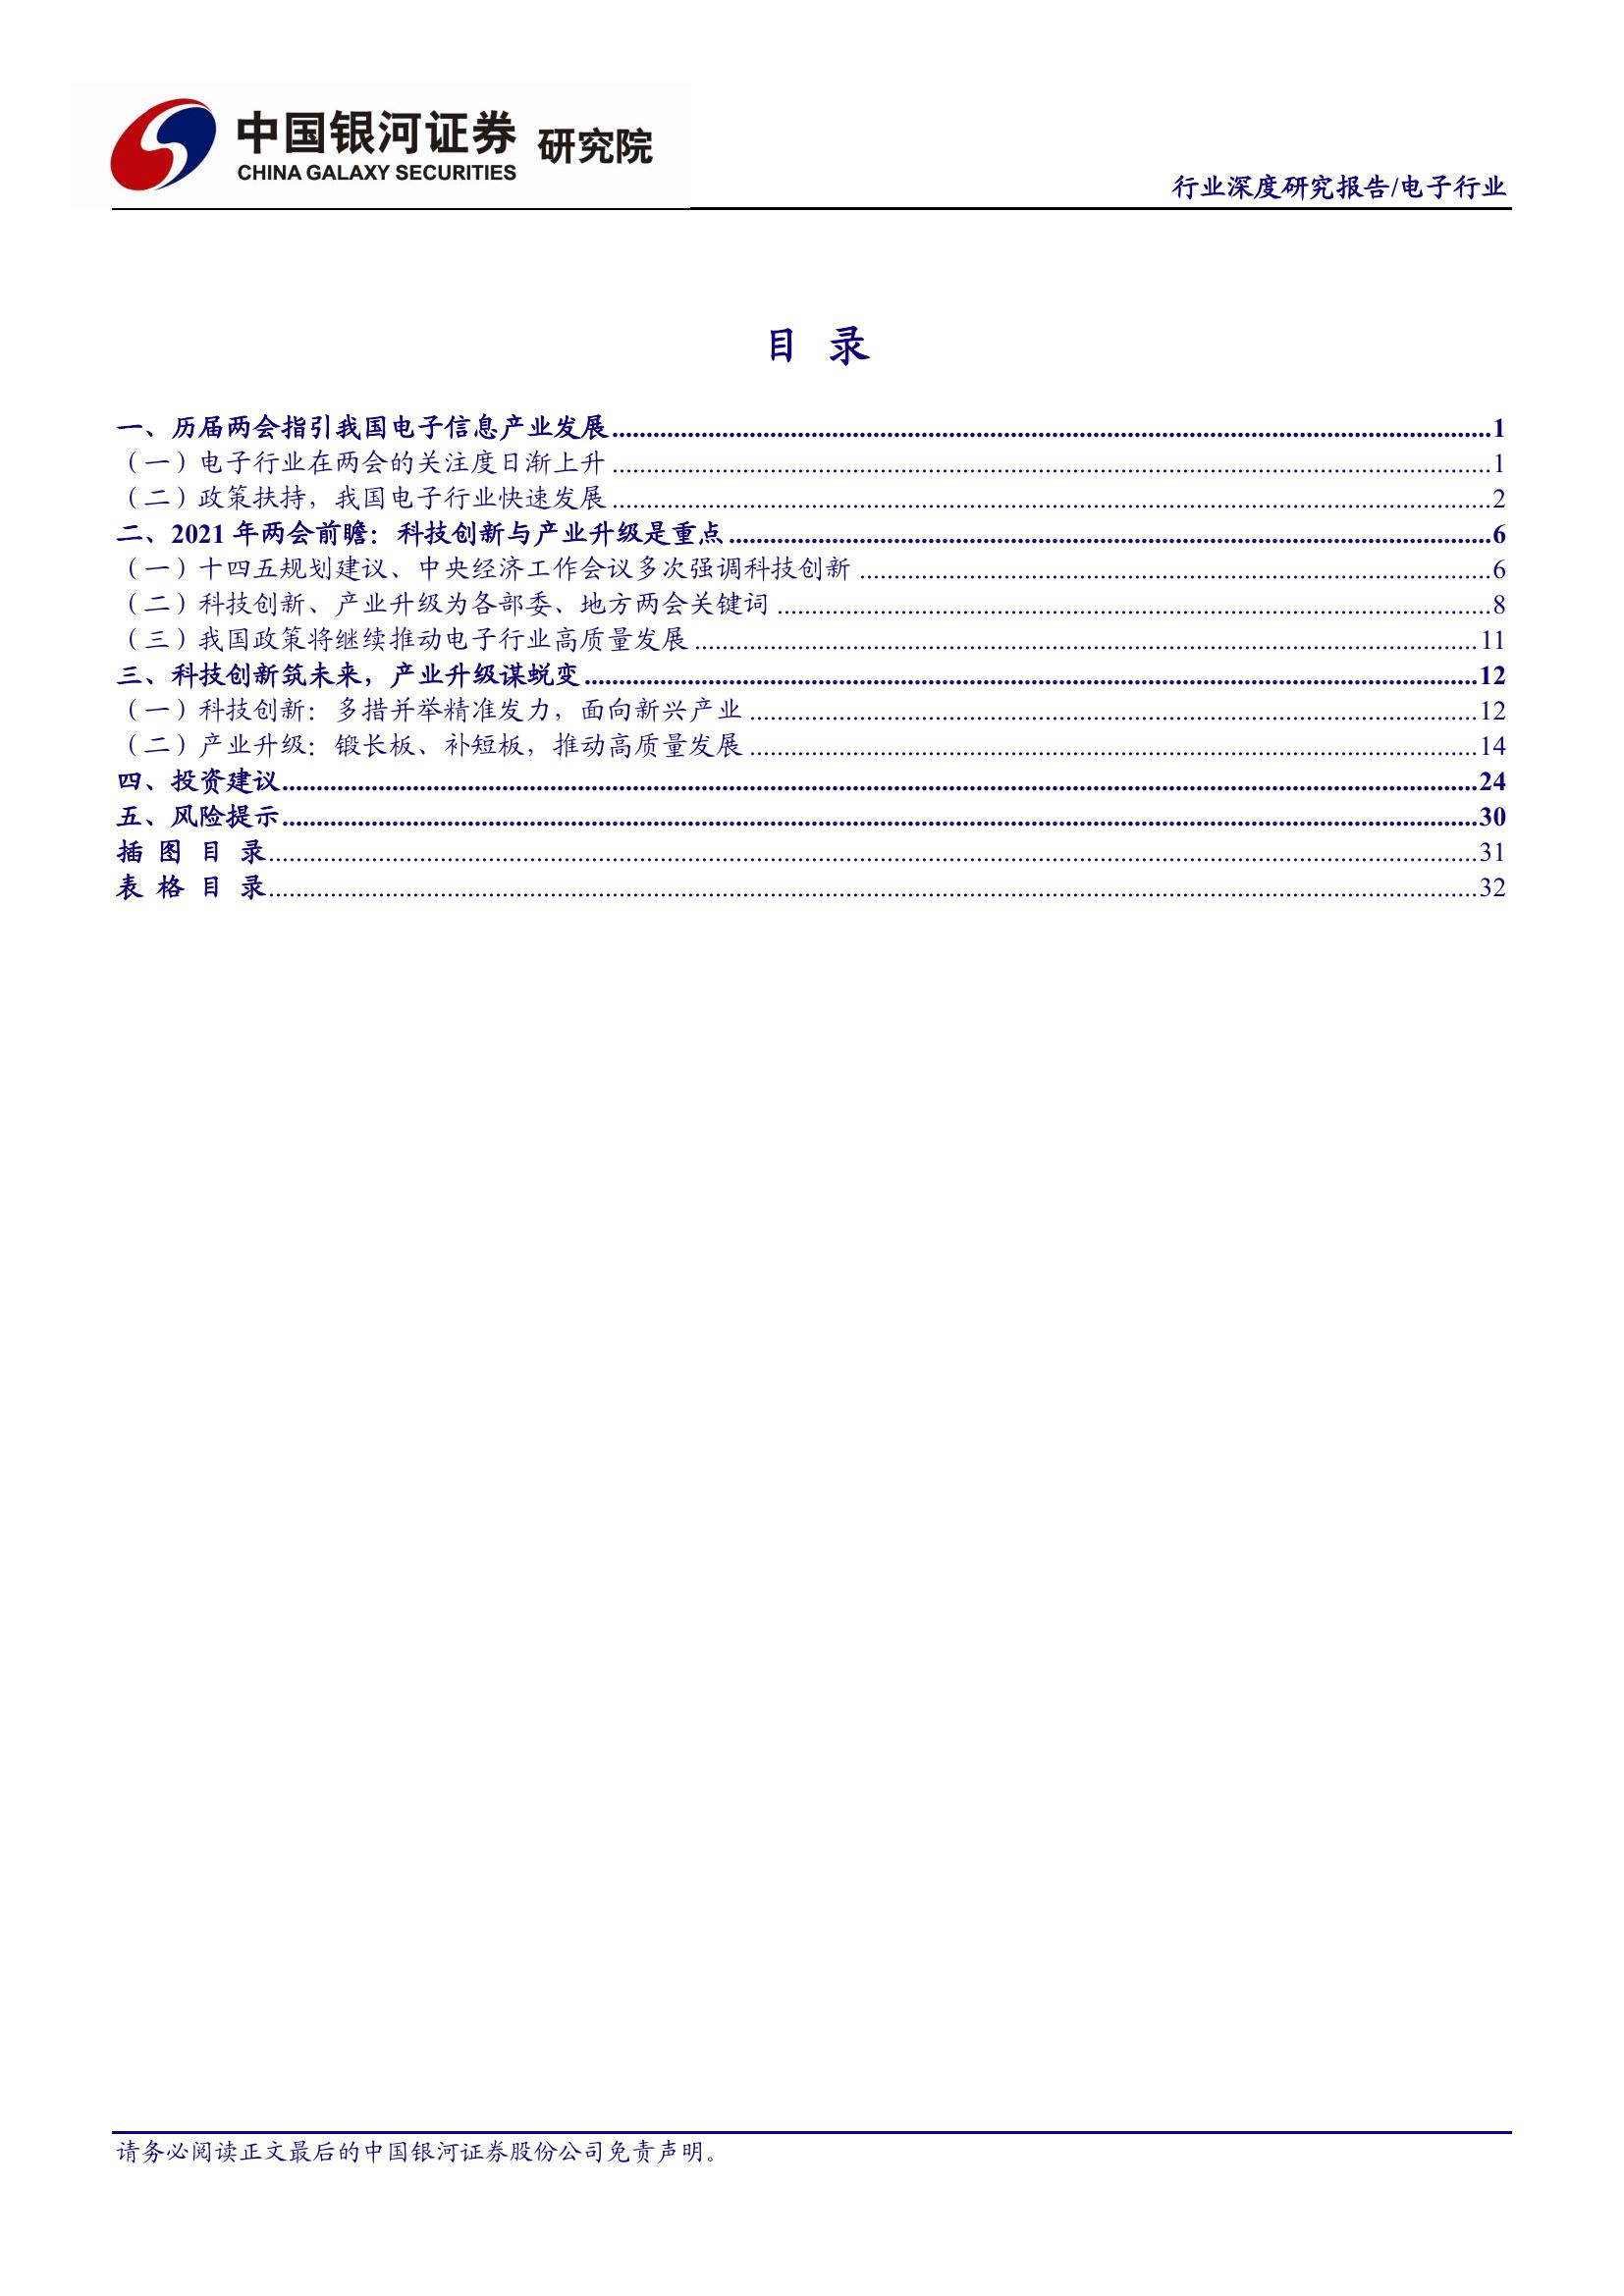 中国银河证券 研究院
CHINA GALAXY SECURITIES
行业深度研究报告/电子行业
目 录
一、历届两会指引我国电子信息产业发展........1
（一）电子行业在两会的关注度日渐上升........1
（二）政策扶持，我国电子行业快速发展........2
二、2021 年两会前瞻：科技创新与产业升级是重点........6
（一）十四五规划建议、中央经济工作会议多次强调科技创新........6
（二）科技创新、产业升级为各部委、地方两会关键词........8
（三）我国政策将继续推动电子行业高质量发展........11
三、科技创新筑未来，产业升级谋蜕变........12
（一）科技创新：多措并举精准发力，面向新兴产业........12
（二）产业升级：锻长板、补短板，推动高质量发展........14
四、投资建议........24
五、风险提示........30
插 图 目 录........31
表 格 目 录........32
请务必阅读正文最后的中国银河证券股份公司免责声明。